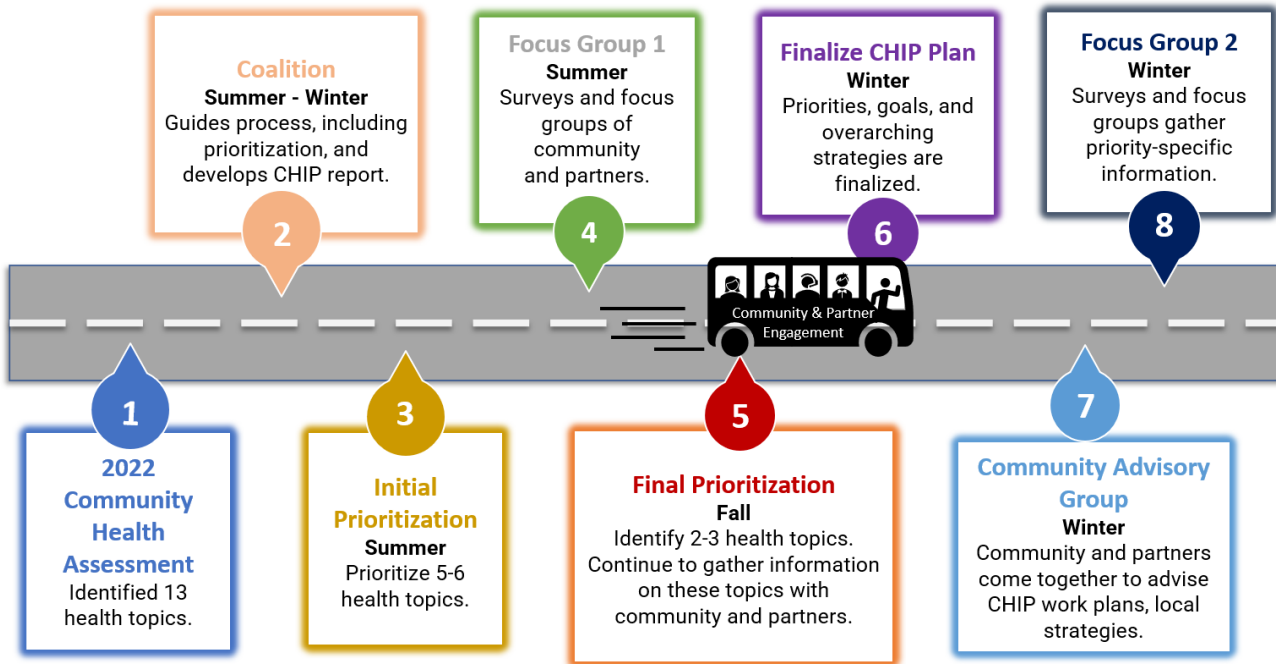 Coalition
Summer - Winter
Guides process, including
prioritization, and
develops CHIP report.
2
Focus Group 1
Summer
Surveys and focus
groups of
community
and partners.
4
Finalize CHIP Plan
Winter
Priorities, goals, and
overarching
strategies are
finalized.
6
Focus Group 2
Winter
Surveys and focus
groups gather
priority-specific
information.
8
Community & Partner
Engagement
1
2022
Community
Health
Assessment
Identified 13
health topics.
3
Initial
Prioritization
Summer
Prioritize 5-6
health topics.
5
Final Prioritization
Fall
Identify 2-3 health topics.
Continue to gather information
on these topics with
community and partners.
7
Community Advisory
Group
Winter
Community and partners
come together to advise
CHIP work plans, local
strategies.